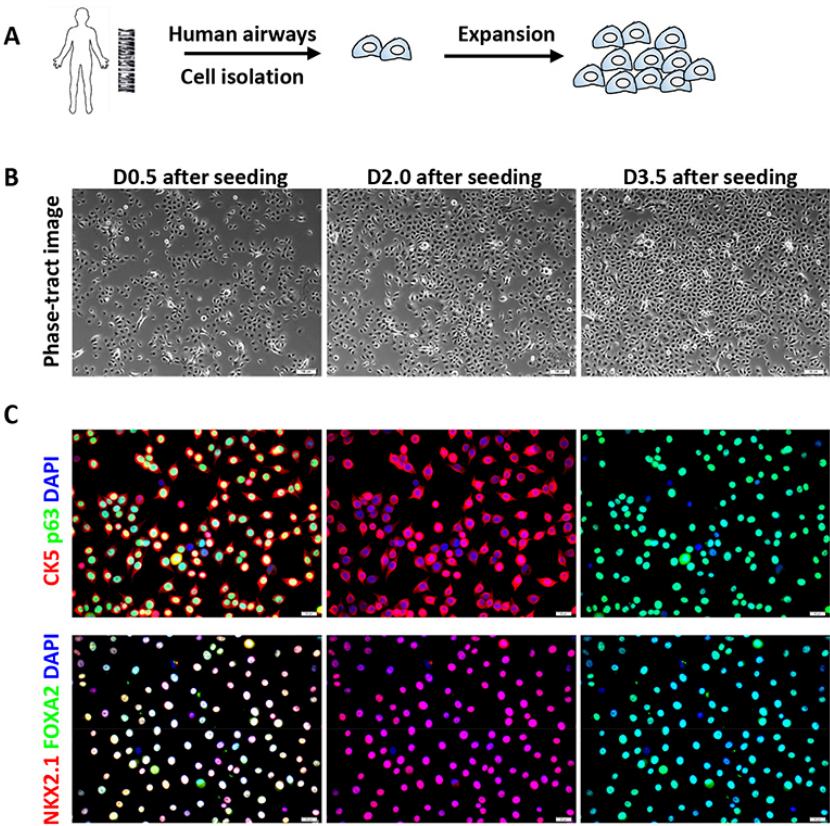 A
Human airways
Cell isolation
Expansion
B
D0.5 after seeding
D2.0 after seeding
D3.5 after seeding
Phase-tract image
C
CK5 p63 DAPI
NKX2.1 FOXA2 DAPI